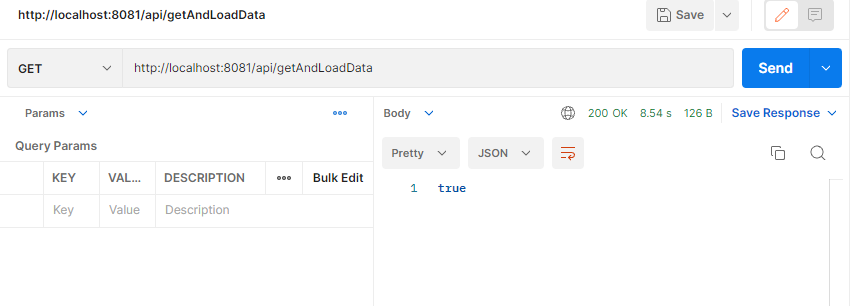 http://localhost:8081/api/getAndLoadData Save
GET http://localhost:8081/api/getAndLoadData Send
Params Body 200 OK 8.54 s 126 B Save Response
Query Params
Pretty JSON
KEY VAL... DESCRIPTION Bulk Edit
1 true
Key Value Description